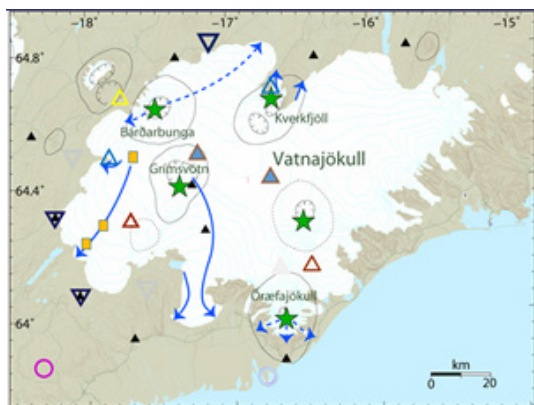 -18 -17 -16 -15
64.8
Kverkfjöll
Bárðarbunga
Vatnajökull
Grímsvötn
64.4
Öræfajökull
64
km
0 20